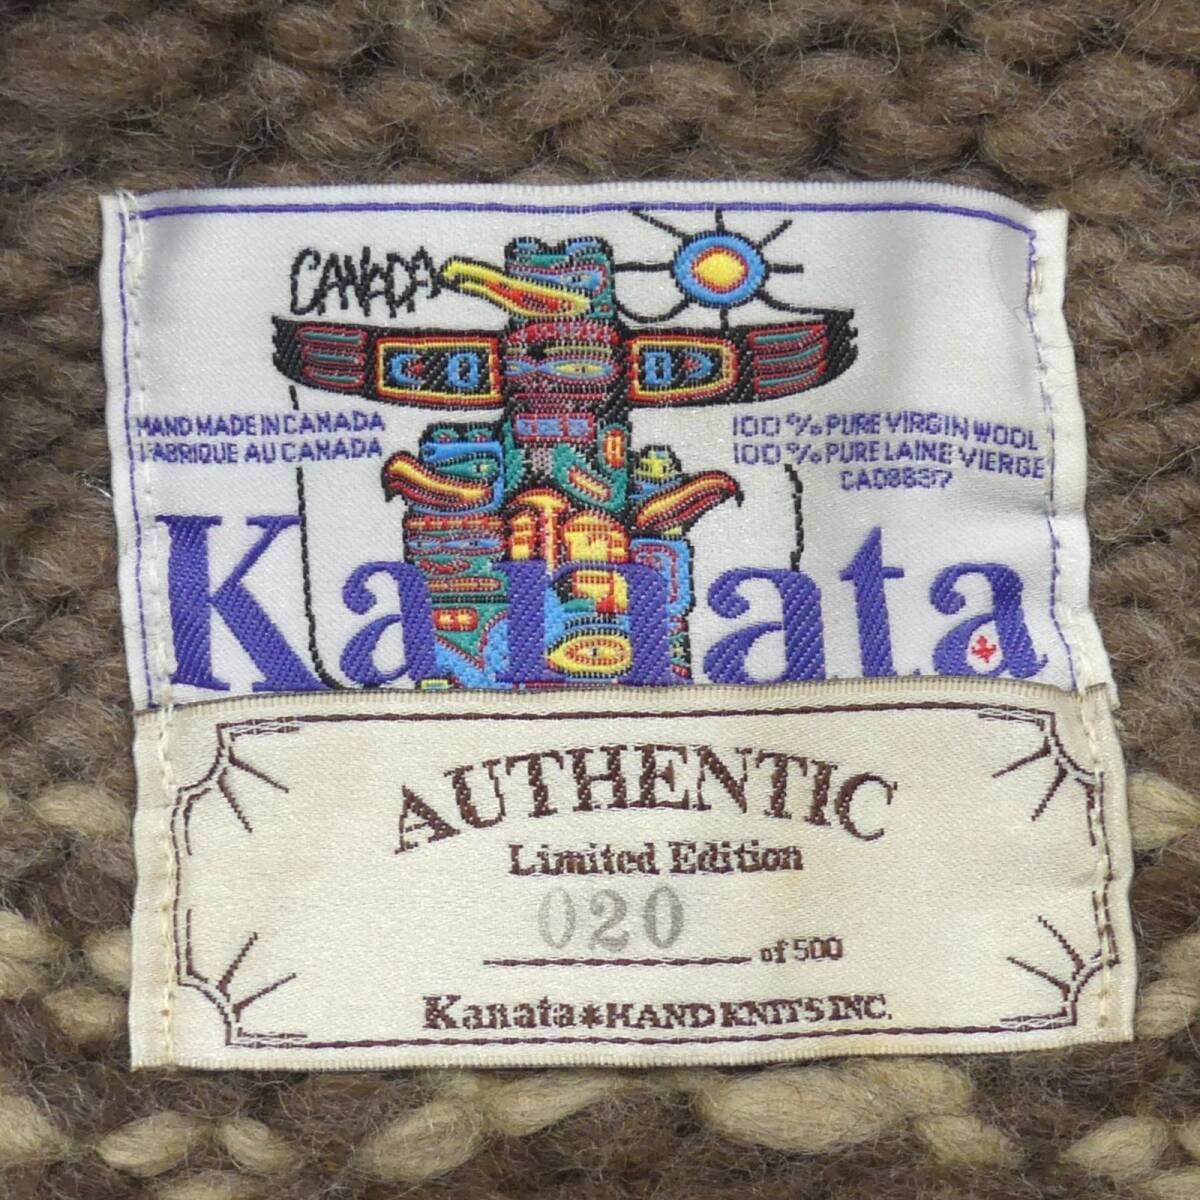 CANADA
HAND MADE IN CANADA
FABRIQUE AU CANADA
100 % PURE VIRGIN WOOL
100 % PURE LAINE VIERGE
Kanata
AUTHENTIC
Limited Edition
020
of 500
Kanata*HAND KNITS INC.